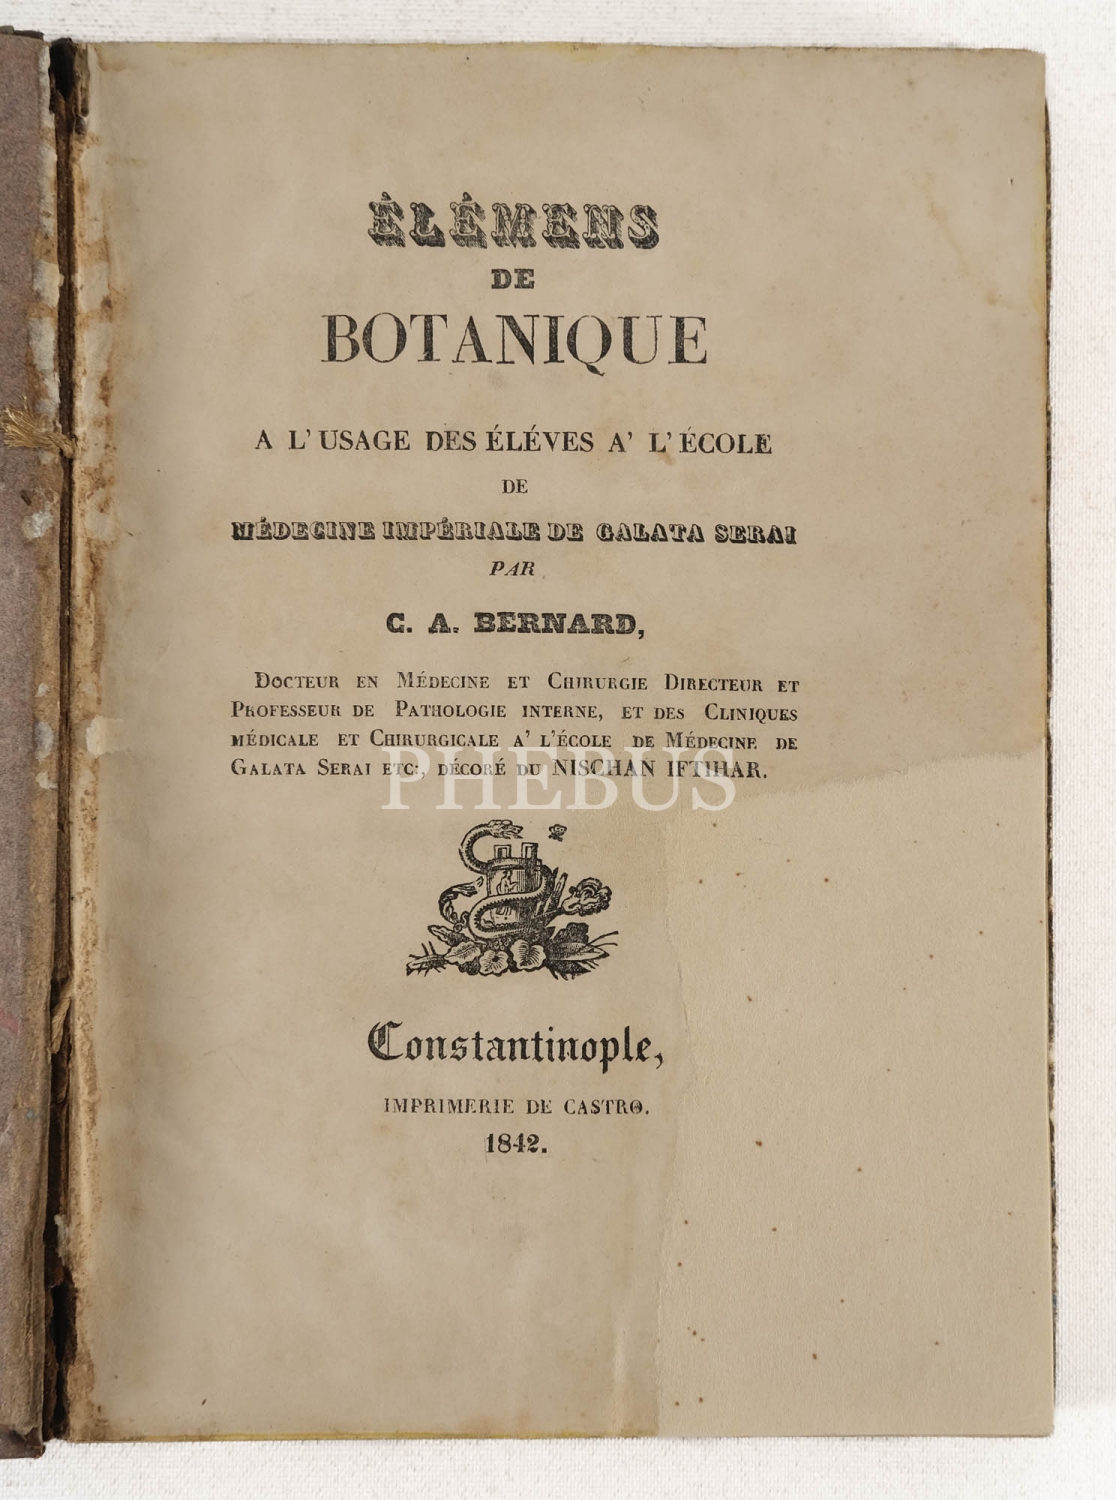 ÉLÉMENS
DE
BOTANIQUE
A L'USAGE DES ÉLÉVES A' L'ÉCOLE
DE
MÉDECINE IMPÉRIALE DE GALATA SERAI
PAR
C. A. BERNARD,
DOCTEUR EN MÉDECINE ET CHIRURGIE DIRECTEUR ET
PROFESSEUR DE PATHOLOGIE INTERNE, ET DES CLINIQUES
MÉDICALE ET CHIRURGICALE A' L'ÉCOLE DE MÉDECINE DE
GALATA SERAI ETC:, DÉCORÉ DU NISCHAN IFTIHAR.
PHEBUS
Constantinople,
IMPRIMERIE DE CASTRO.
1842.